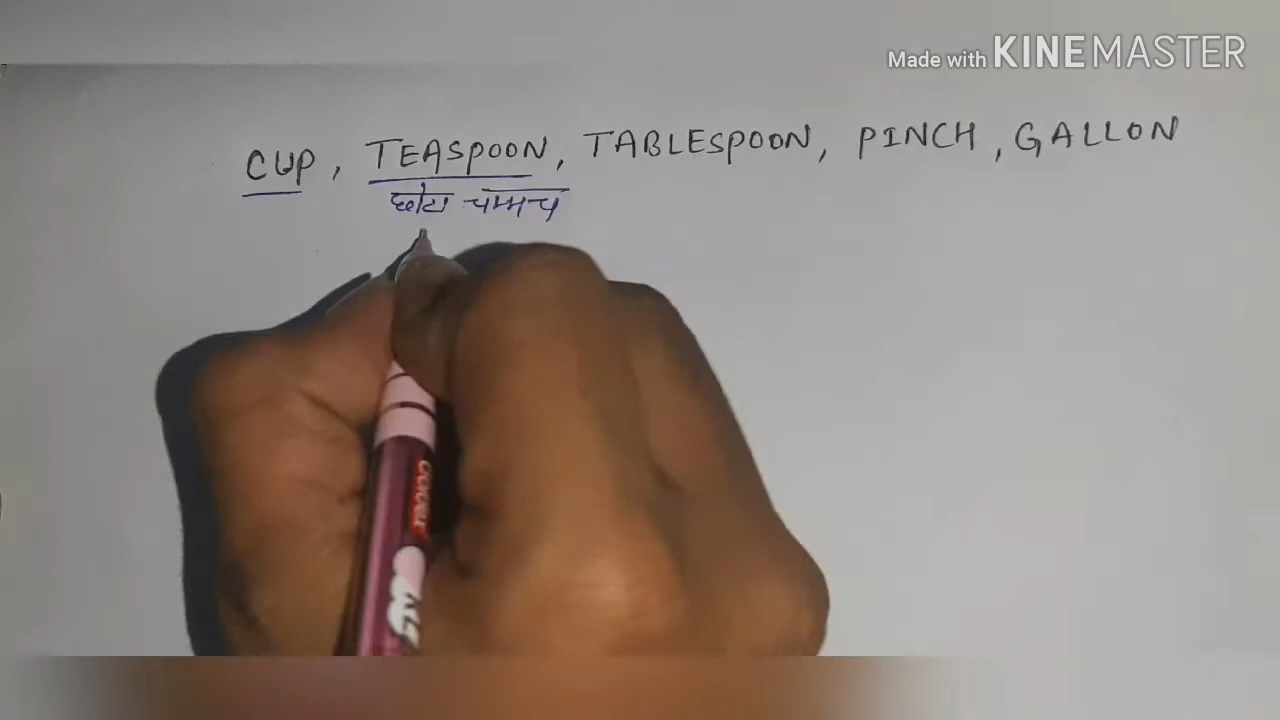 Made with KINEMASTER
CUP, TEASPOON, TABLESPOON, PINCH, GALLON
छोटा चम्मच